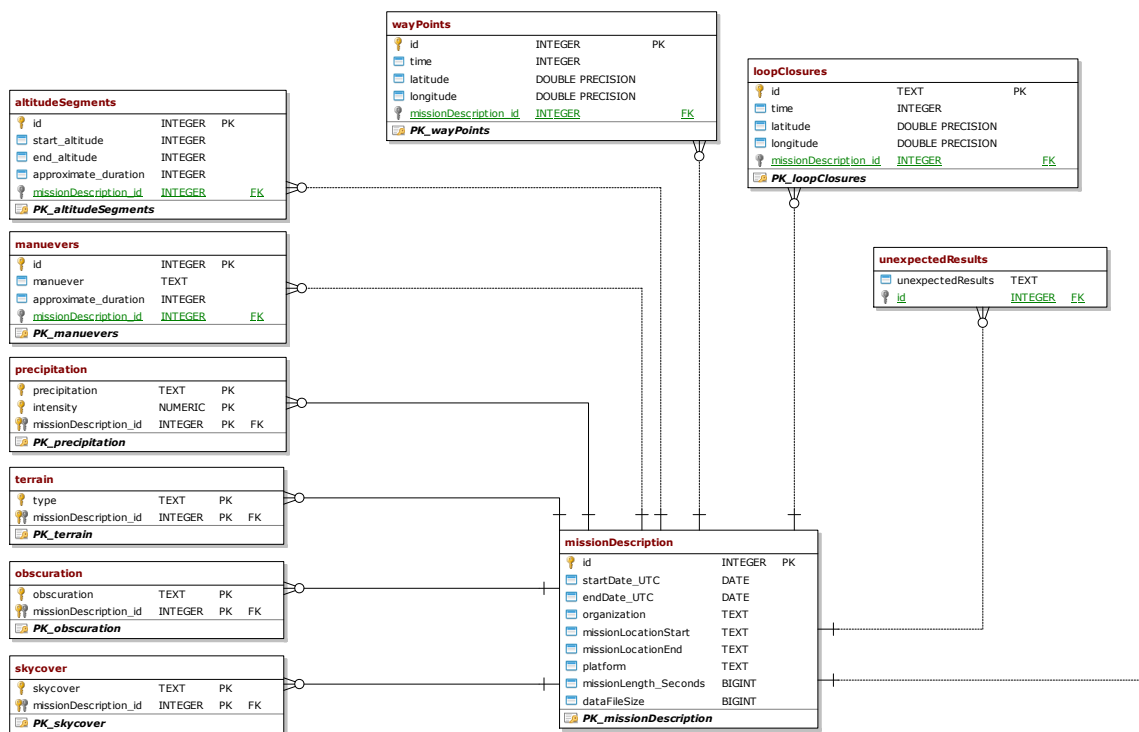 wayPoints
id INTEGER PK
time INTEGER
latitude DOUBLE PRECISION
longitude DOUBLE PRECISION
missionDescription_id INTEGER FK
PK_wayPoints
loopClosures
id TEXT PK
time INTEGER
latitude DOUBLE PRECISION
longitude DOUBLE PRECISION
missionDescription_id INTEGER FK
PK_loopClosures
altitudeSegments
id INTEGER PK
start_altitude INTEGER
end_altitude INTEGER
approximate_duration INTEGER
missionDescription_id INTEGER FK
PK_altitudeSegments
manuevers
id INTEGER PK
manuever TEXT
approximate_duration INTEGER
missionDescription_id INTEGER FK
PK_manuevers
unexpectedResults
unexpectedResults TEXT
id INTEGER FK
precipitation
precipitation TEXT PK
intensity NUMERIC PK
missionDescription_id INTEGER PK FK
PK_precipitation
terrain
type TEXT PK
missionDescription_id INTEGER PK FK
PK_terrain
obscuration
obscuration TEXT PK
missionDescription_id INTEGER PK FK
PK_obscuration
skycover
skycover TEXT PK
missionDescription_id INTEGER PK FK
PK_skycover
missionDescription
id INTEGER PK
startDate_UTC DATE
endDate_UTC DATE
organization TEXT
missionLocationStart TEXT
missionLocationEnd TEXT
platform TEXT
missionLength_Seconds BIGINT
dataFileSize BIGINT
PK_missionDescription